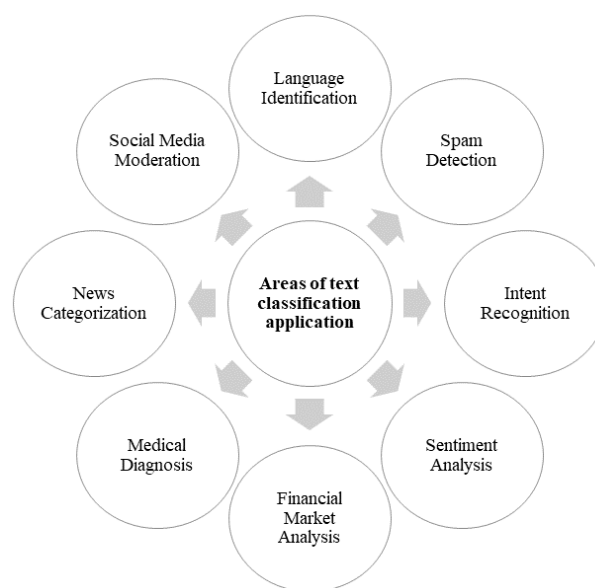 Language
Identification
Social Media
Moderation
Spam
Detection
News
Categorization
Areas of text
classification
application
Intent
Recognition
Medical
Diagnosis
Sentiment
Analysis
Financial
Market
Analysis